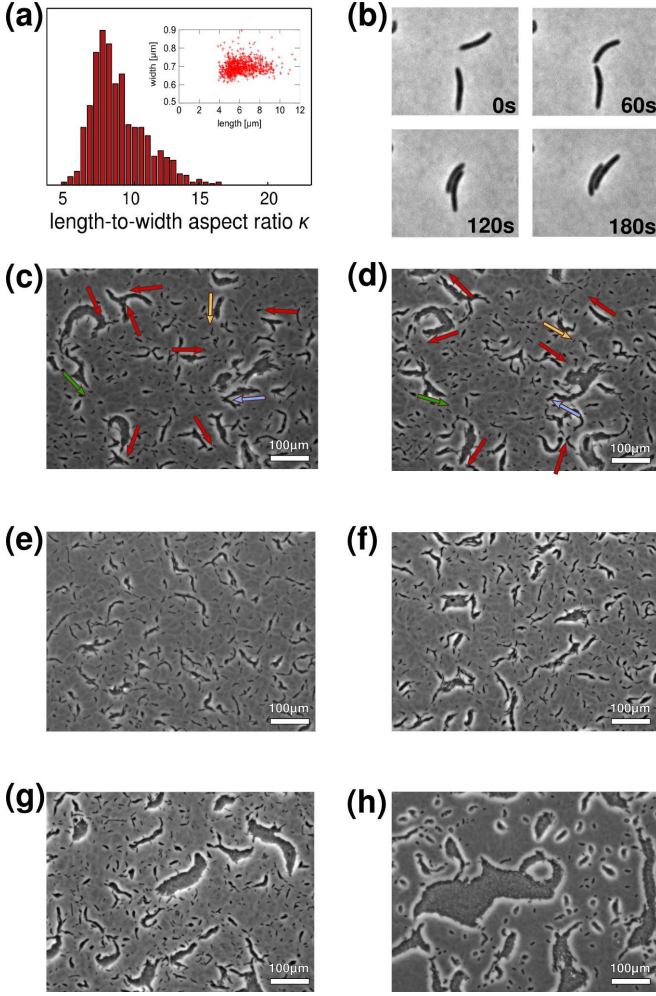 (a)
0.9
0.8
0.7
0.6
0.5
width [μm]
0 2 4 6 8 10 12
length [μm]
5 10 15 20
length-to-width aspect ratio κ
(b)
0s
60s
120s
180s
(c)
100μm
(d)
100μm
(e)
100μm
(f)
100μm
(g)
100μm
(h)
100μm